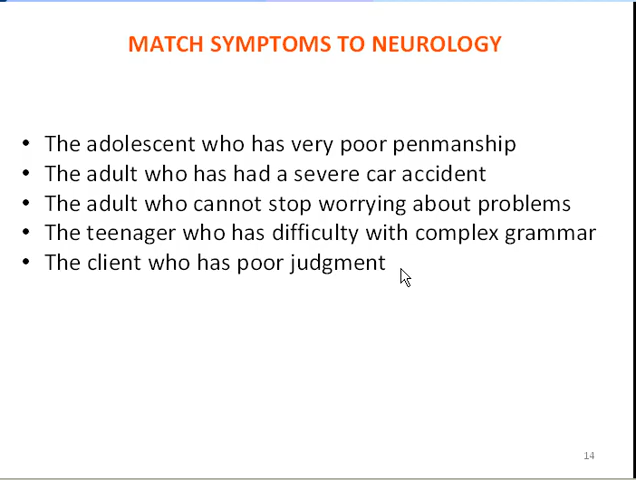 MATCH SYMPTOMS TO NEUROLOGY
• The adolescent who has very poor penmanship
• The adult who has had a severe car accident
• The adult who cannot stop worrying about problems
• The teenager who has difficulty with complex grammar
• The client who has poor judgment
14